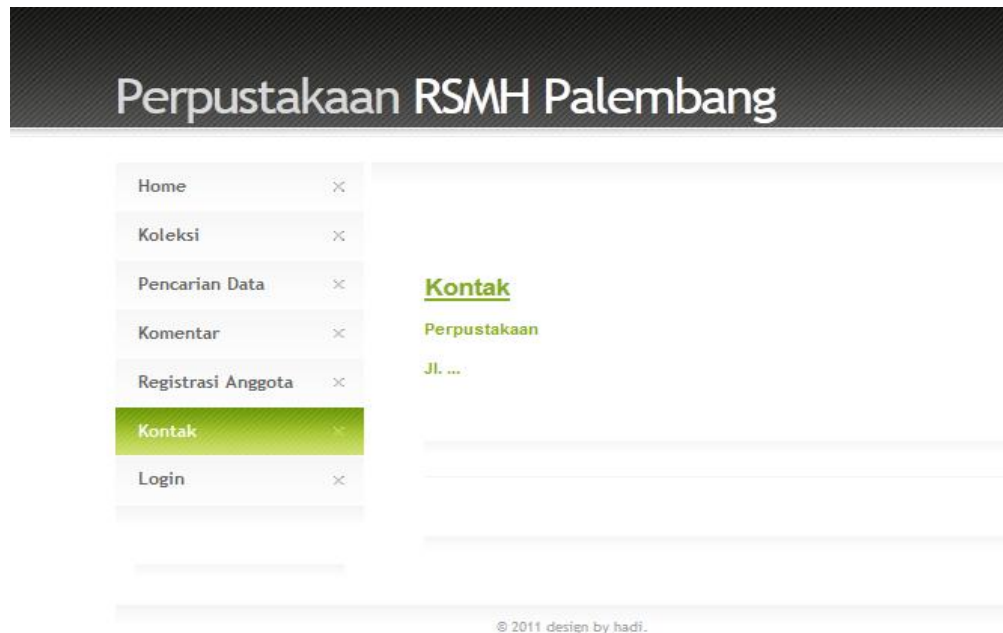 Perpustakaan RSMH Palembang
Home
Koleksi
Pencarian Data
Komentar
Registrasi Anggota
Kontak
Login
Kontak
Perpustakaan
Jl. ...
© 2011 design by hadi.